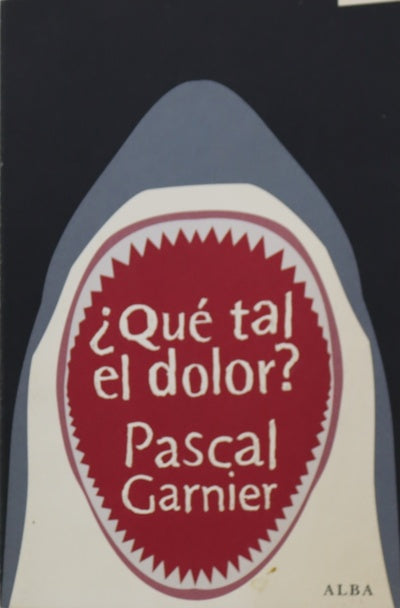 ¿Qué tal
el dolor?
Pascal
Garnier
ALBA